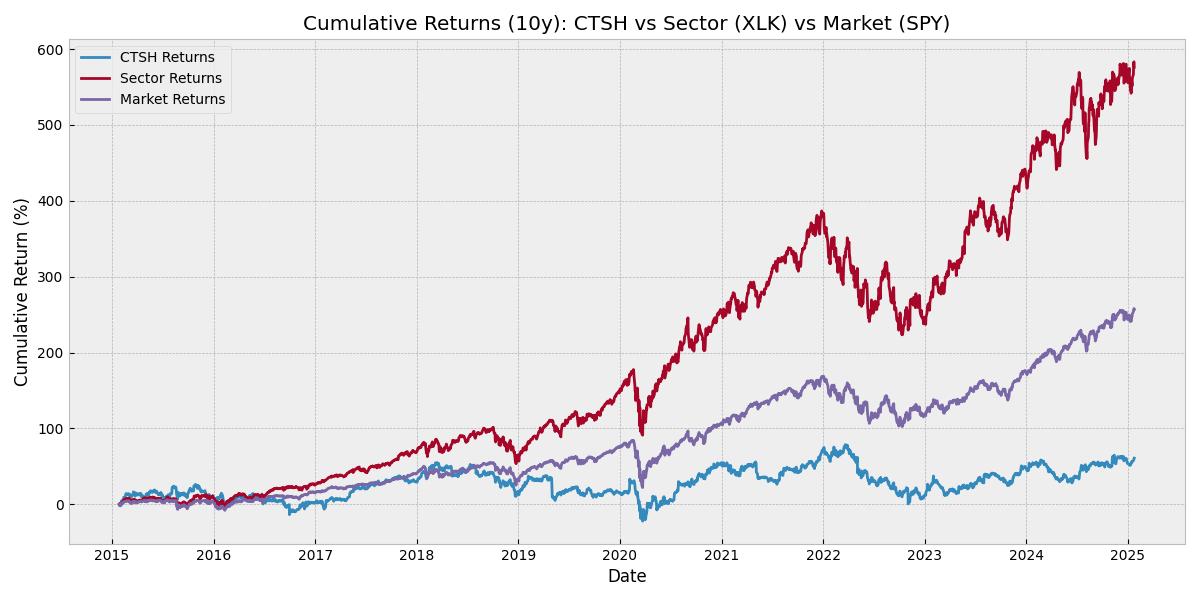 Cumulative Returns (10y): CTSH vs Sector (XLK) vs Market (SPY)
CTSH Returns
Sector Returns
Market Returns
Cumulative Return (%)
600
500
400
300
200
100
0
2015 2016 2017 2018 2019 2020 2021 2022 2023 2024 2025
Date